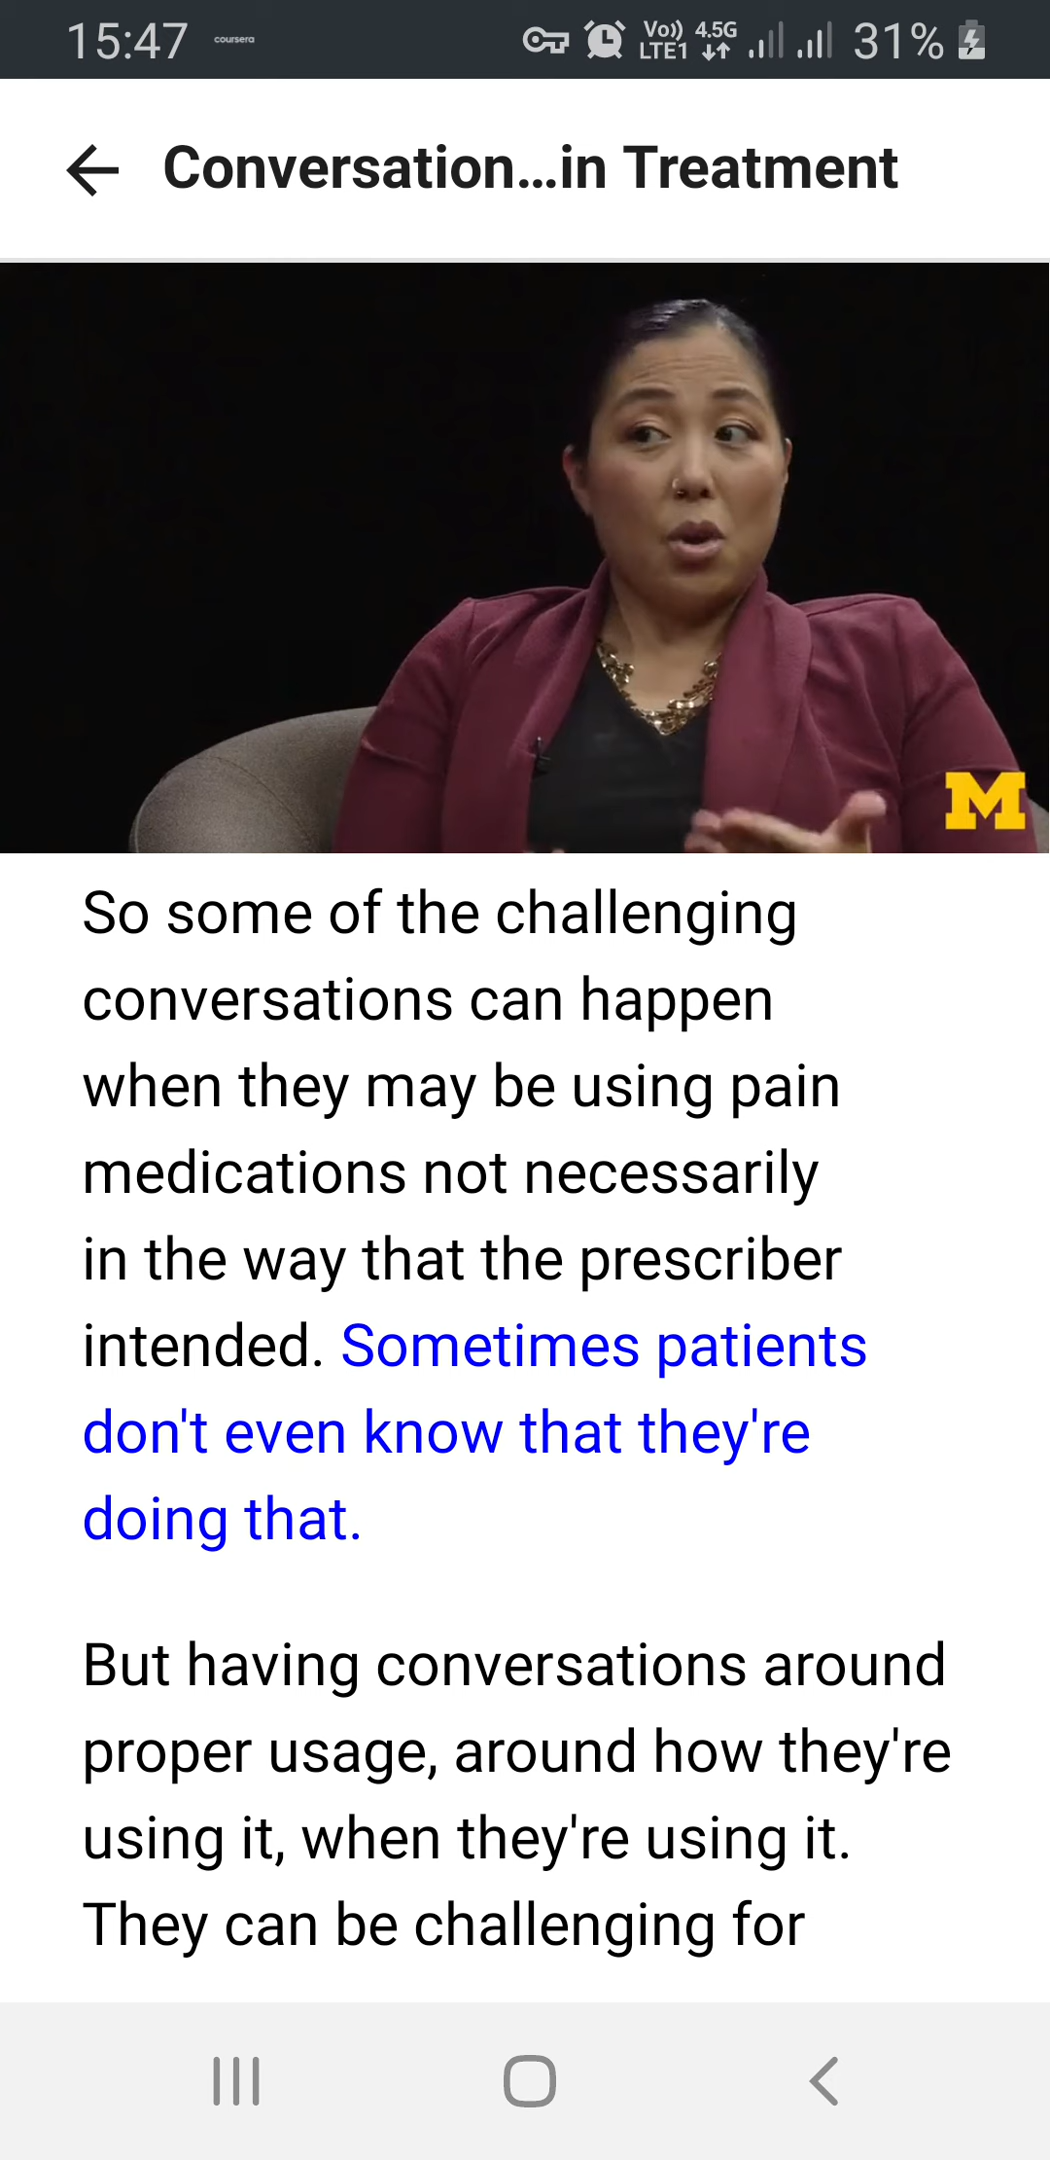 15:47 coursera Vo)) LTE1 4.5G 31%
Conversation...in Treatment
M
So some of the challenging
conversations can happen
when they may be using pain
medications not necessarily
in the way that the prescriber
intended. Sometimes patients
don't even know that they're
doing that.
But having conversations around
proper usage, around how they're
using it, when they're using it.
They can be challenging for